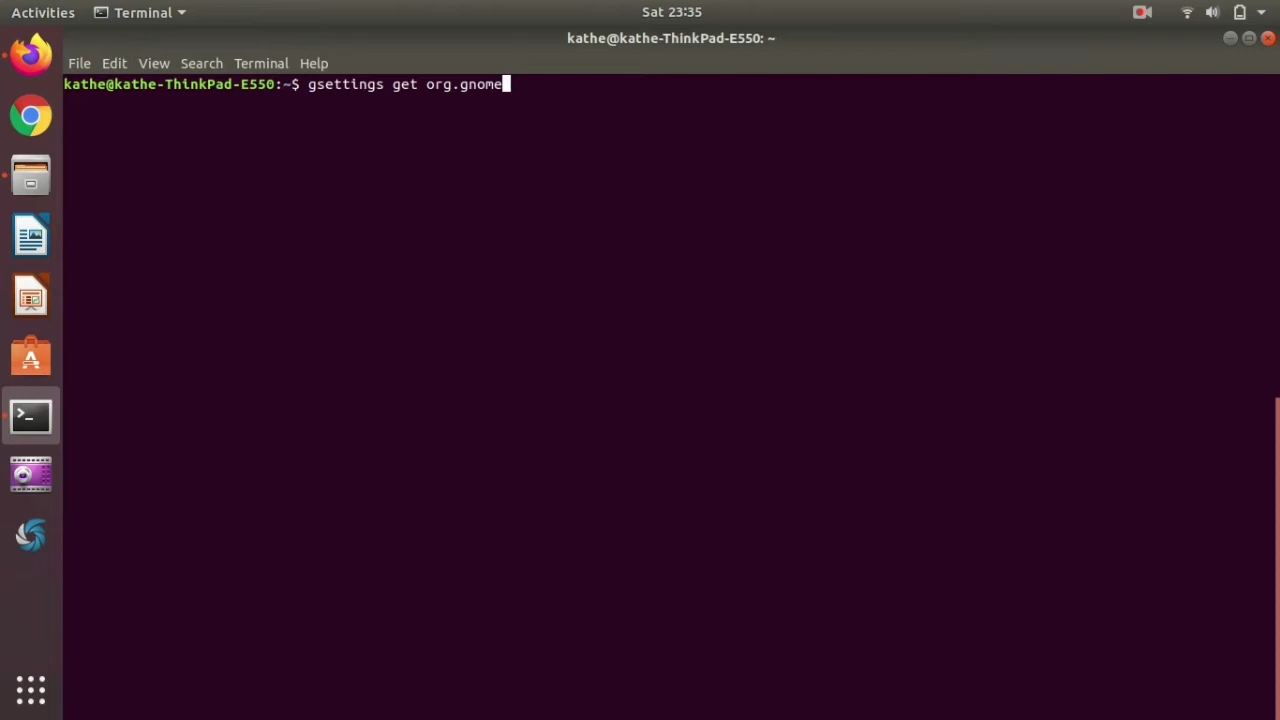 Activities Terminal Sat 23:35
kathe@kathe-ThinkPad-E550: ~
File Edit View Search Terminal Help
kathe@kathe-ThinkPad-E550:~$ gsettings get org.gnome